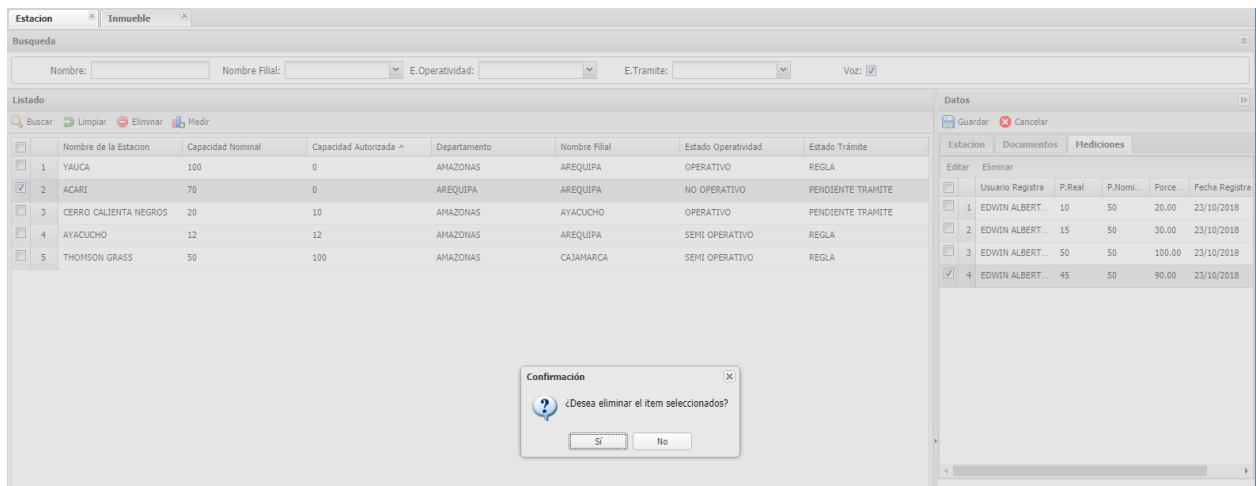 Estacion Inmueble
Busqueda
Nombre: Nombre Filial: E.Operatividad: E.Tramite: Voz:
Listado
Buscar Limpiar Eliminar Medir
Nombre de la Estacion Capacidad Nominal Capacidad Autorizada Departamento Nombre Filial Estado Operatividad Estado Trámite
1 YAUCA 100 0 AMAZONAS AREQUIPA OPERATIVO REGLA
2 ACARI 70 0 AREQUIPA AREQUIPA NO OPERATIVO PENDIENTE TRAMITE
3 CERRO CALIENTA NEGROS 20 10 AMAZONAS AYACUCHO OPERATIVO PENDIENTE TRAMITE
4 AYACUCHO 12 12 AMAZONAS AREQUIPA SEMI OPERATIVO REGLA
5 THOMSON GRASS 50 100 AMAZONAS CAJAMARCA SEMI OPERATIVO REGLA
Datos
Guardar Cancelar
Estacion Documentos Mediciones
Editar Eliminar
Usuario Registra P.Real P.Nomi... Porce... Fecha Registra
1 EDWIN ALBERT... 10 50 20.00 23/10/2018
2 EDWIN ALBERT... 15 50 30.00 23/10/2018
3 EDWIN ALBERT... 50 50 100.00 23/10/2018
4 EDWIN ALBERT... 45 50 90.00 23/10/2018
Confirmación
¿Desea eliminar el item seleccionados?
Sí No